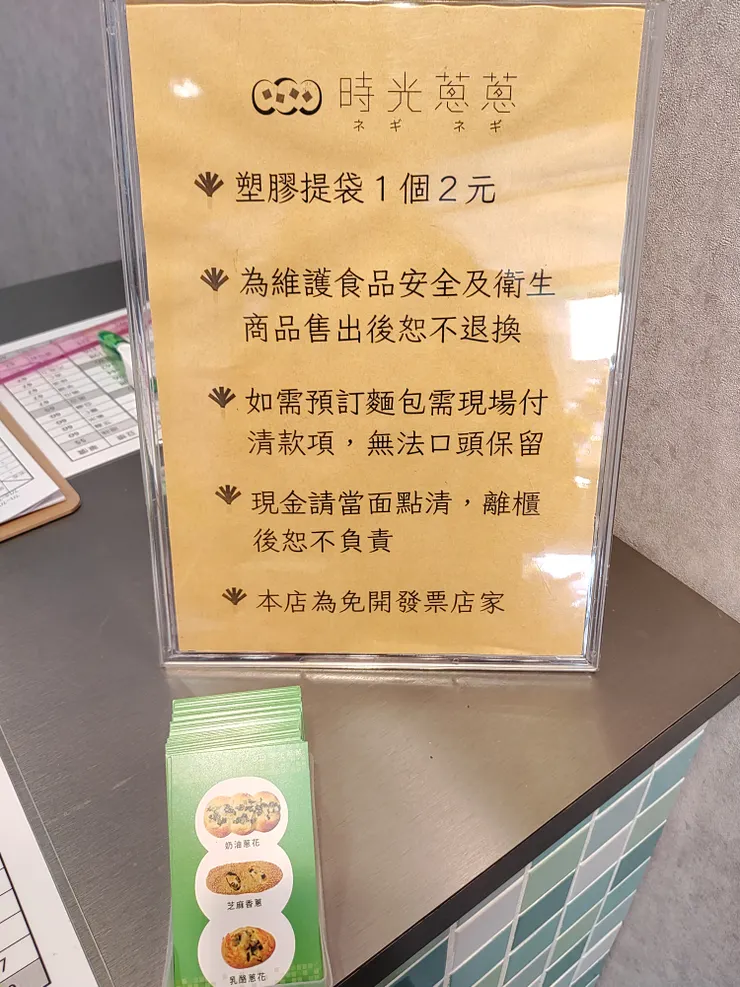 時光蔥蔥
ネギ ネギ
塑膠提袋1個2元
為維護食品安全及衛生
商品售出後恕不退換
如需預訂麵包需現場付
清款項，無法口頭保留
現金請當面點清，離櫃
後恕不負責
本店為免開發票店家
奶油蔥花
芝麻香蔥
乳酪蔥花